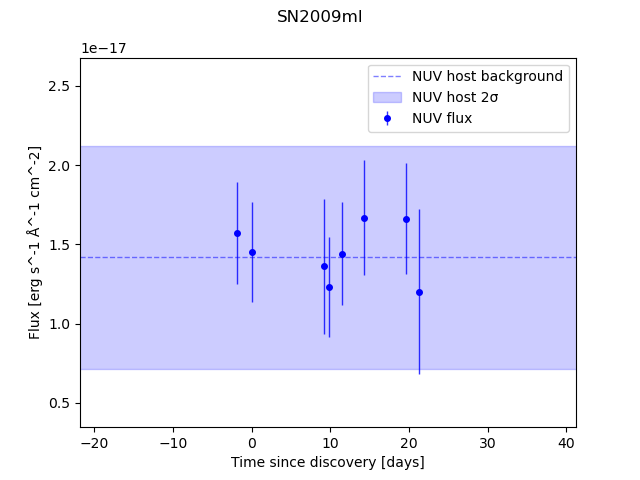 SN2009ml
1e−17
NUV host background
NUV host 2σ
NUV flux
2.5
2.0
1.5
1.0
0.5
Flux [erg s^-1 Å^-1 cm^-2]
−20
−10
0
10
20
30
40
Time since discovery [days]